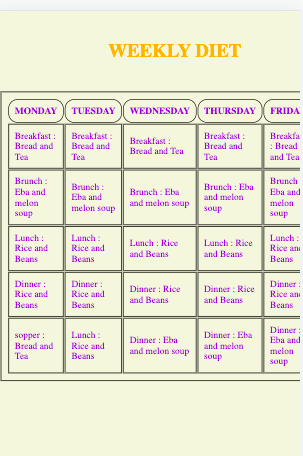 WEEKLY DIET
MONDAY TUESDAY WEDNESDAY THURSDAY FRIDA
Breakfast : Bread and Tea
Breakfast : Bread and Tea
Breakfast : Bread and Tea
Breakfast : Bread and Tea
Breakfa : Bread and Tea
Brunch : Eba and melon soup
Brunch : Eba and melon soup
Brunch : Eba and melon soup
Brunch : Eba and melon soup
Brunch Eba and melon soup
Lunch : Rice and Beans
Lunch : Rice and Beans
Lunch : Rice and Beans
Lunch : Rice and Beans
Lunch : Rice and Beans
Dinner : Rice and Beans
Dinner : Rice and Beans
Dinner : Rice and Beans
Dinner : Rice and Beans
Dinner : Rice and Beans
sopper : Bread and Tea
Lunch : Rice and Beans
Dinner : Eba and melon soup
Dinner : Eba and melon soup
Dinner : Eba and melon soup